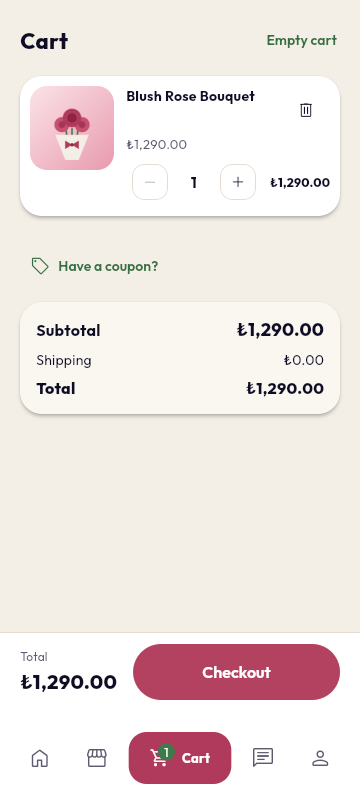 Cart
Empty cart
Blush Rose Bouquet
₺1,290.00
1
₺1,290.00
Have a coupon?
Subtotal ₺1,290.00
Shipping ₺0.00
Total ₺1,290.00
Total
₺1,290.00
Checkout
1
Cart